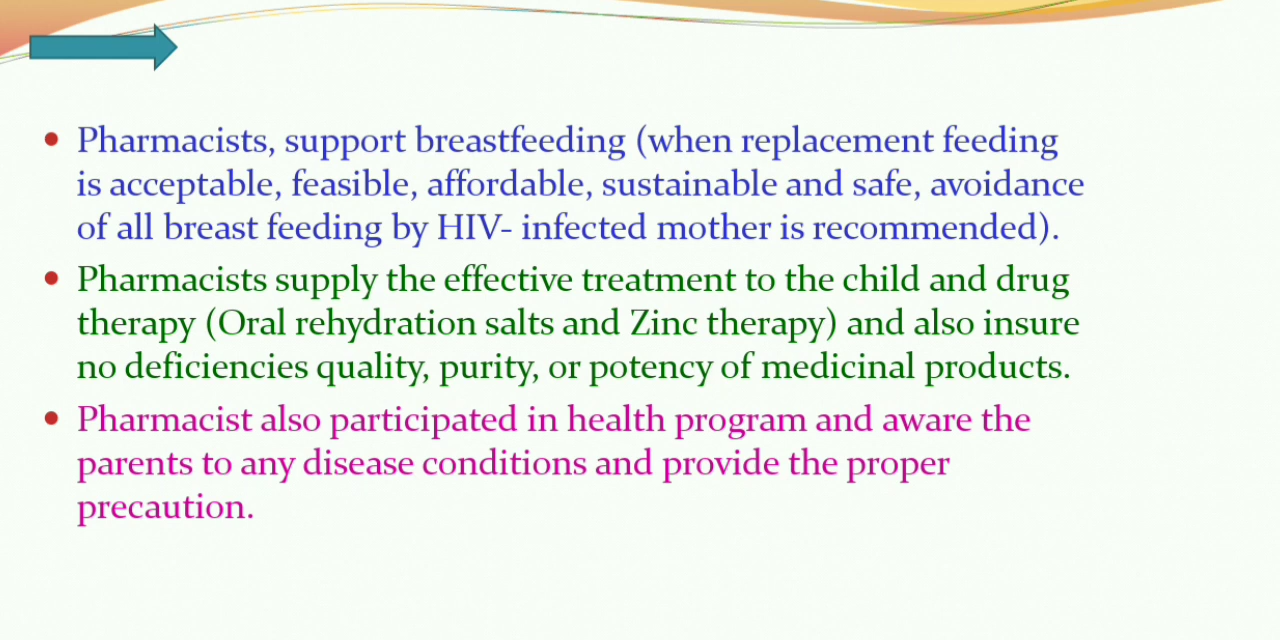 • Pharmacists, support breastfeeding (when replacement feeding
is acceptable, feasible, affordable, sustainable and safe, avoidance
of all breast feeding by HIV- infected mother is recommended).
• Pharmacists supply the effective treatment to the child and drug
therapy (Oral rehydration salts and Zinc therapy) and also insure
no deficiencies quality, purity, or potency of medicinal products.
• Pharmacist also participated in health program and aware the
parents to any disease conditions and provide the proper
precaution.